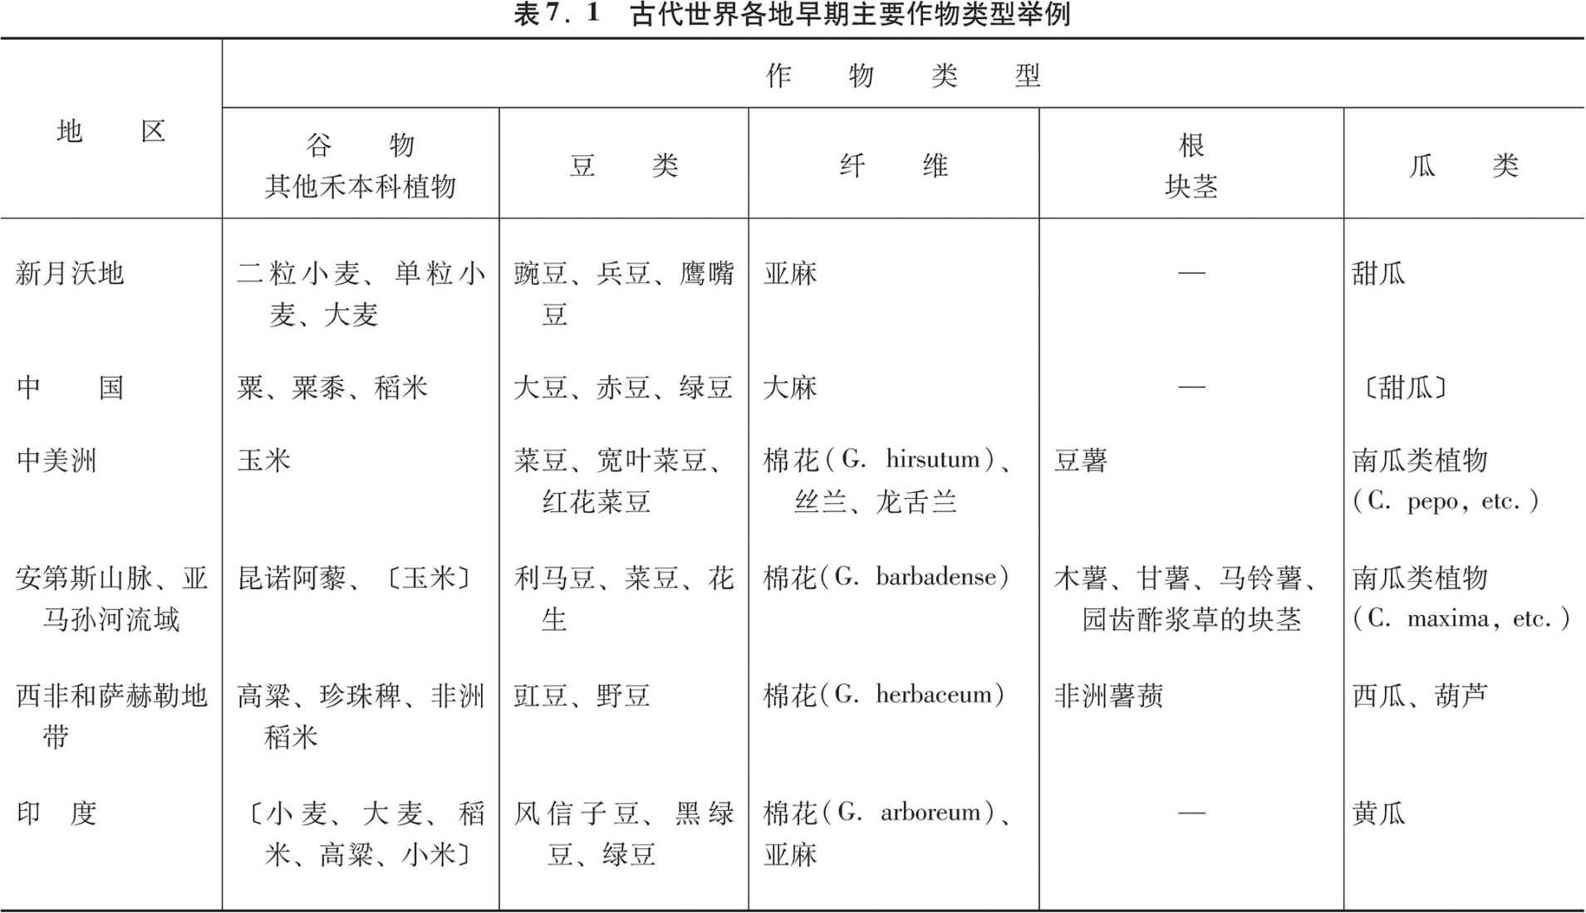 表7.1 古代世界各地早期主要作物类型举例
作 物 类 型
地 区
谷 物
其他禾本科植物
豆 类
纤 维
根
块茎
瓜 类
新月沃地
二粒小麦、单粒小
麦、大麦
豌豆、兵豆、鹰嘴
豆
亚麻
—
甜瓜
中 国
粟、粟黍、稻米
大豆、赤豆、绿豆
大麻
—
〔甜瓜〕
中美洲
玉米
菜豆、宽叶菜豆、
红花菜豆
棉花(G. hirsutum)、
丝兰、龙舌兰
豆薯
南瓜类植物
(C. pepo, etc.)
安第斯山脉、亚
马孙河流域
昆诺阿藜、〔玉米〕
利马豆、菜豆、花
生
棉花(G. barbadense)
木薯、甘薯、马铃薯、
园齿酢浆草的块茎
南瓜类植物
(C. maxima, etc.)
西非和萨赫勒地
带
高粱、珍珠稗、非洲
稻米
豇豆、野豆
棉花(G. herbaceum)
非洲薯蓣
西瓜、葫芦
印 度
〔小麦、大麦、稻
米、高粱、小米〕
风信子豆、黑绿
豆、绿豆
棉花(G. arboreum)、
亚麻
—
黄瓜